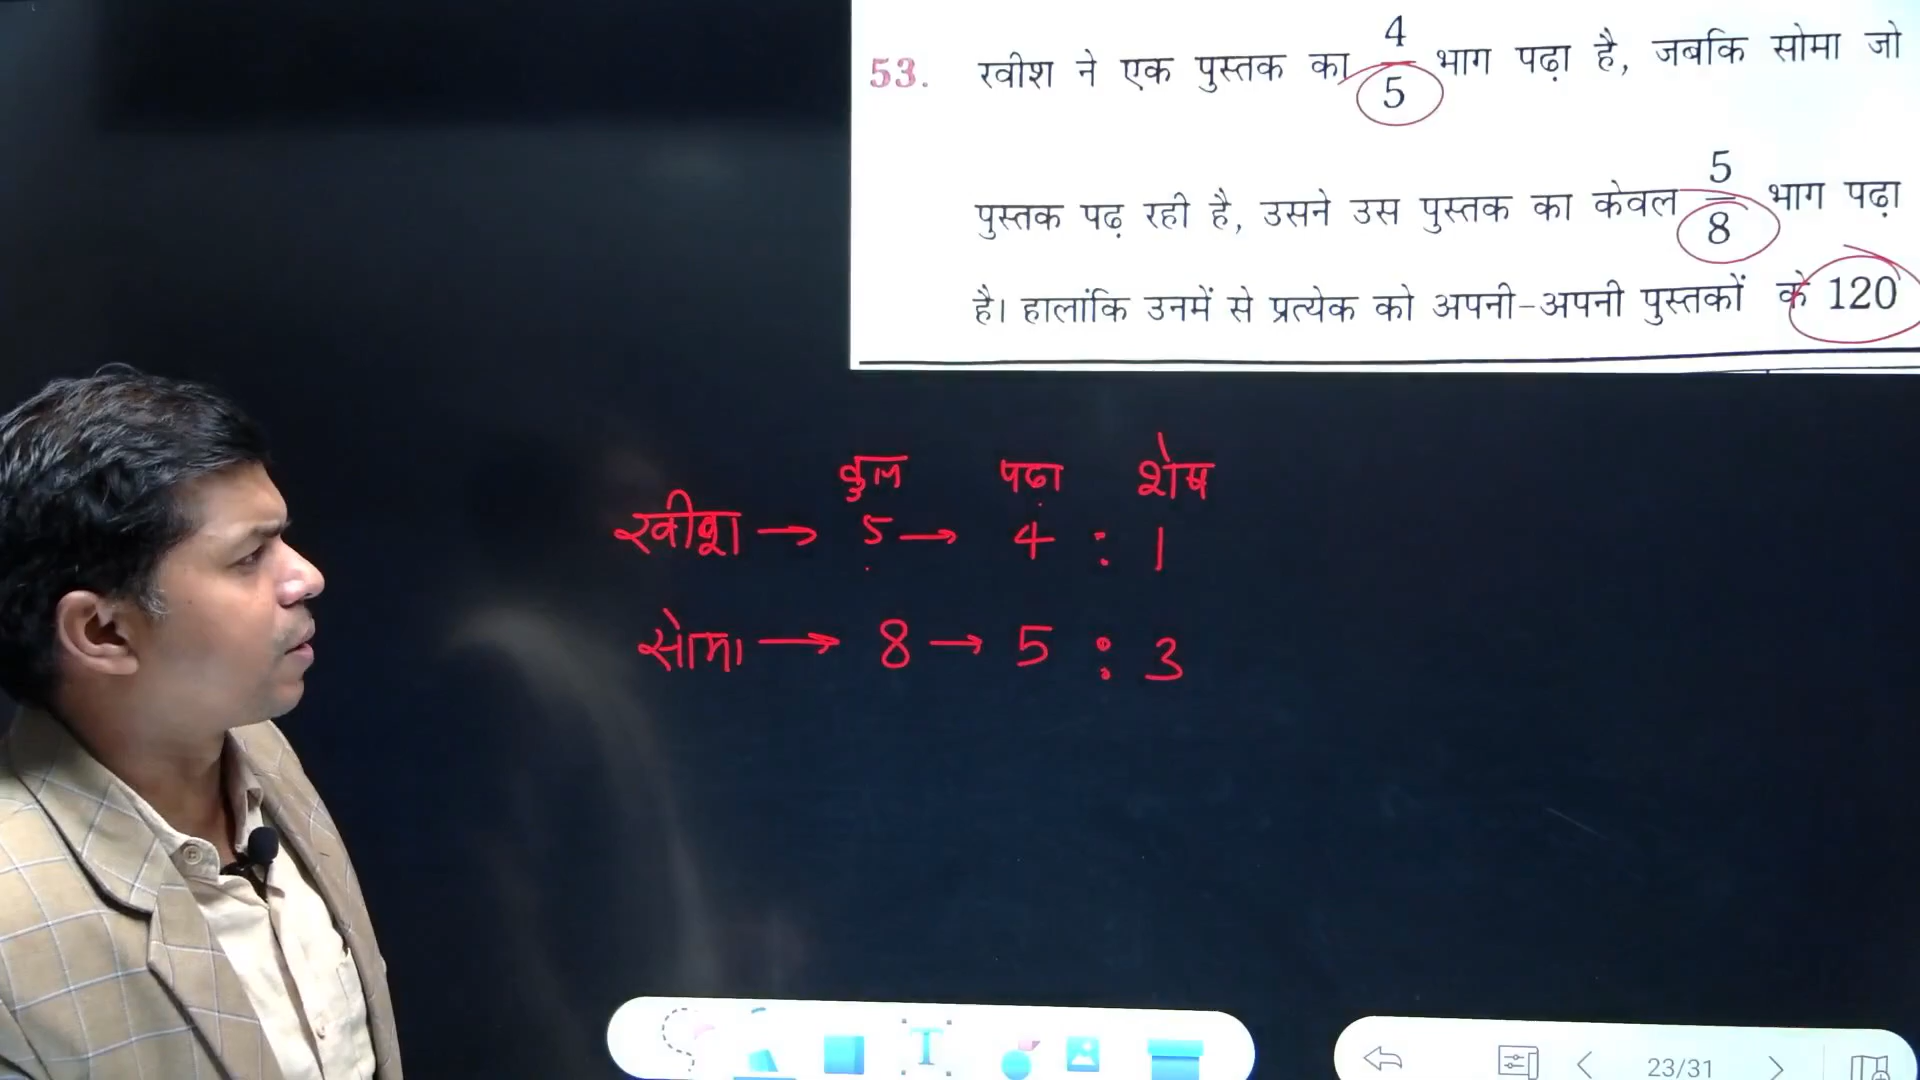 53. रवीश ने एक पुस्तक का 4/5 भाग पढ़ा है, जबकि सोमा जो
पुस्तक पढ़ रही है, उसने उस पुस्तक का केवल 5/8 भाग पढ़ा
है। हालांकि उनमें से प्रत्येक को अपनी-अपनी पुस्तकों के 120
कुल पढ़ा शेष
रवीश → 5 → 4 : 1
सोमा → 8 → 5 : 3
T
23/31